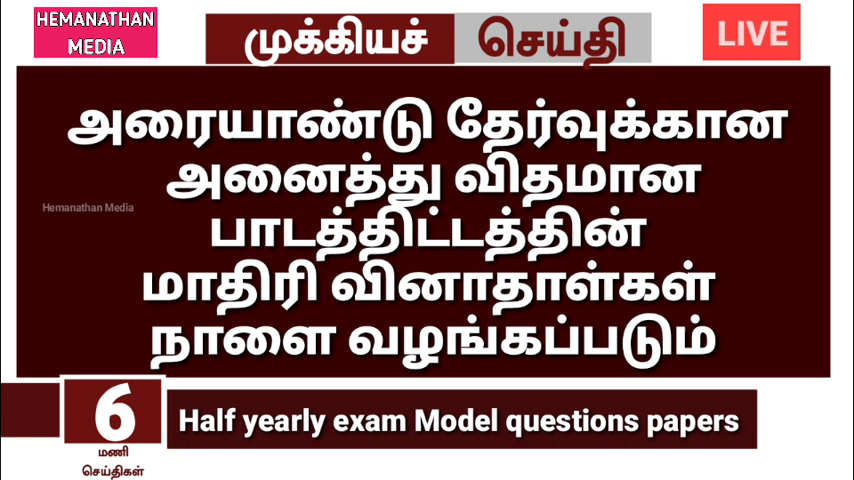 HEMANATHAN
MEDIA
முக்கியச் செய்தி
LIVE
அரையாண்டு தேர்வுக்கான
அனைத்து விதமான
Hemanathan Media
பாடத்திட்டத்தின்
மாதிரி வினாதாள்கள்
நாளை வழங்கப்படும்
6
மணி
செய்திகள்
Half yearly exam Model questions papers